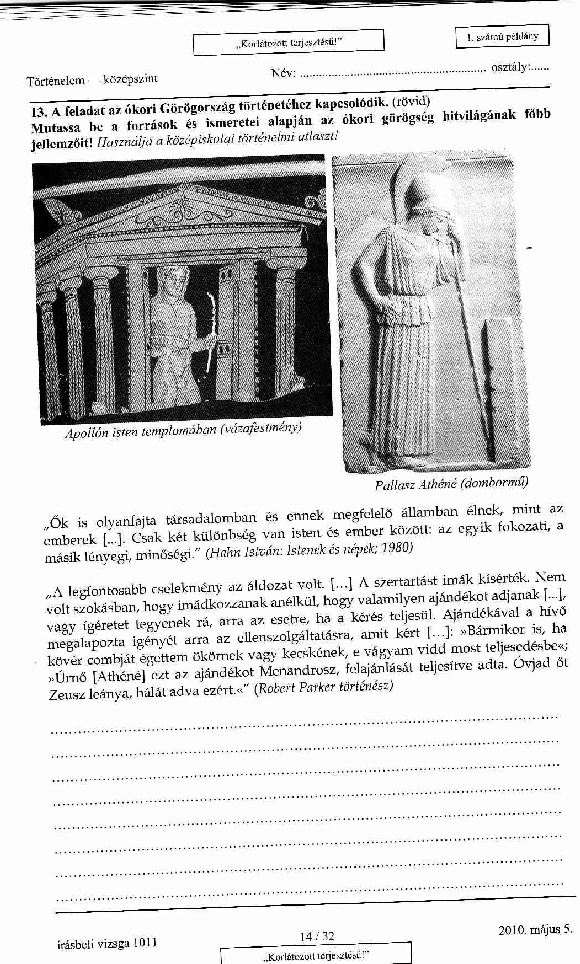 „Korlátozott terjesztésű!”
1. számú példány
Történelem — középszint
Név: .................................................. osztály:......
13. A feladat az ókori Görögország történetéhez kapcsolódik. (rövid)
Mutassa be a források és ismeretei alapján az ókori görögség hitvilágának főbb
jellemzőit! Használja a középiskolai történelmi atlaszt!
Apollón isten templomában (vázafestmény)
Pallasz Athéné (dombormű)
„Ők is olyanfajta társadalomban és ennek megfelelő államban élnek, mint az
emberek [...]. Csak két különbség van isten és ember között: az egyik fokozati, a
másik lényegi, minőségi.” (Hahn István: Istenek és népek; 1980)
„A legfontosabb cselekmény az áldozat volt. [...] A szertartást imák kísérték. Nem
volt szokásban, hogy imádkozzanak anélkül, hogy valamilyen ajándékot adjanak [...],
vagy ígéretet tegyenek rá, arra az esetre, ha a kérés teljesül. Ajándékával a hívő
megalapozta igényét arra az ellenszolgáltatásra, amit kért [...]: »Bármikor is, ha
kövér combját égettem ökörnek vagy kecskének, e vágyam vidd most teljesedésbe«;
»Úrnő [Athéné] ezt az ajándékot Menandrosz, felajánlását teljesítve adta. Óvjad őt
Zeusz leánya, hálát adva ezért.«” (Robert Parker történész)
írásbeli vizsga 1011
14 / 32
2010. május 5.
„Korlátozott terjesztésű!”